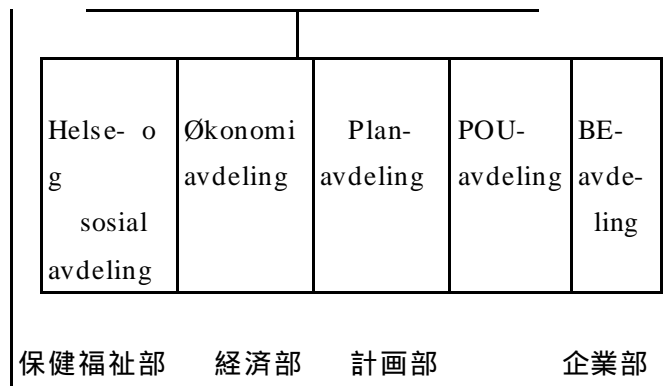 Helse- o
g
sosial
avdeling
Økonomi
avdeling
Plan-
avdeling
POU-
avdeling
BE-
avde-
ling
保健福祉部 経済部 計画部 企業部